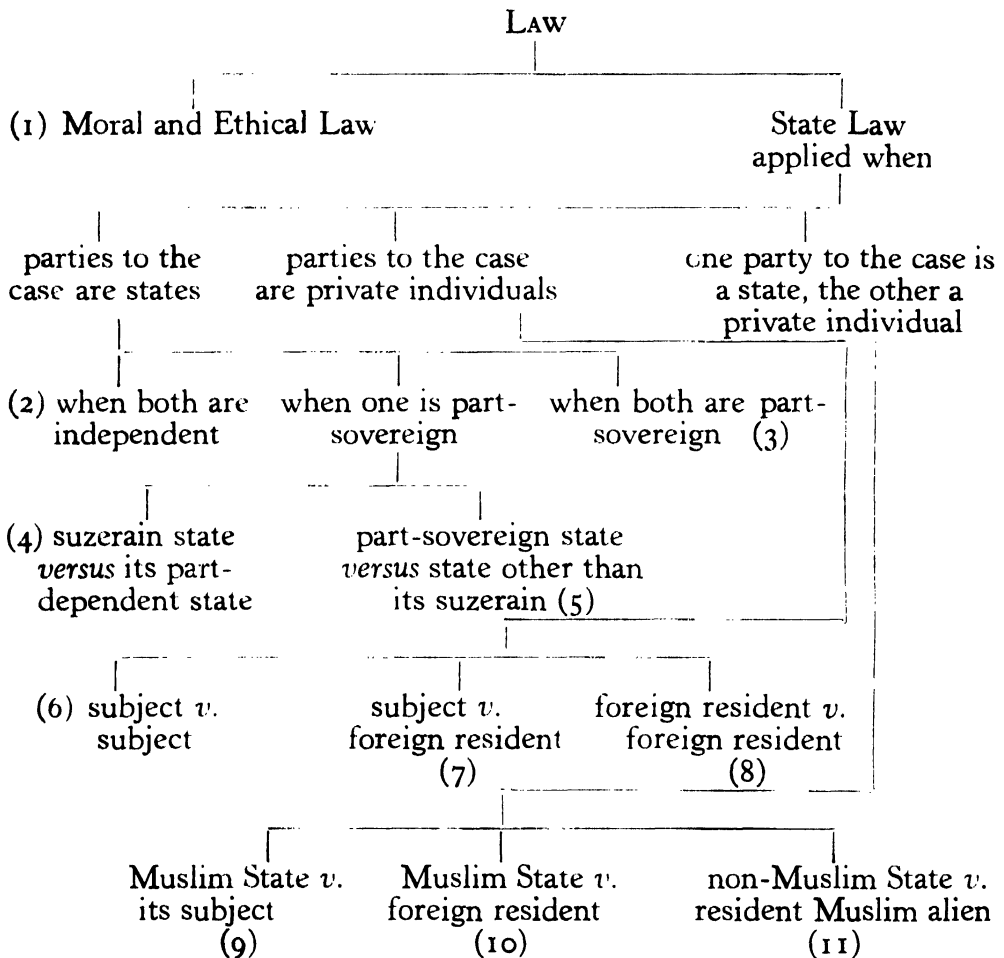 LAW
(1) Moral and Ethical Law
State Law
applied when
parties to the
case are states
parties to the case
are private individuals
one party to the case is
a state, the other a
private individual
(2) when both are
independent
when one is part-
sovereign
when both are part-
sovereign (3)
(4) suzerain state
versus its part-
dependent state
part-sovereign state
versus state other than
its suzerain (5)
(6) subject v.
subject
subject v.
foreign resident
(7)
foreign resident v.
foreign resident
(8)
Muslim State v.
its subject
(9)
Muslim State v.
foreign resident
(10)
non-Muslim State v.
resident Muslim alien
(11)